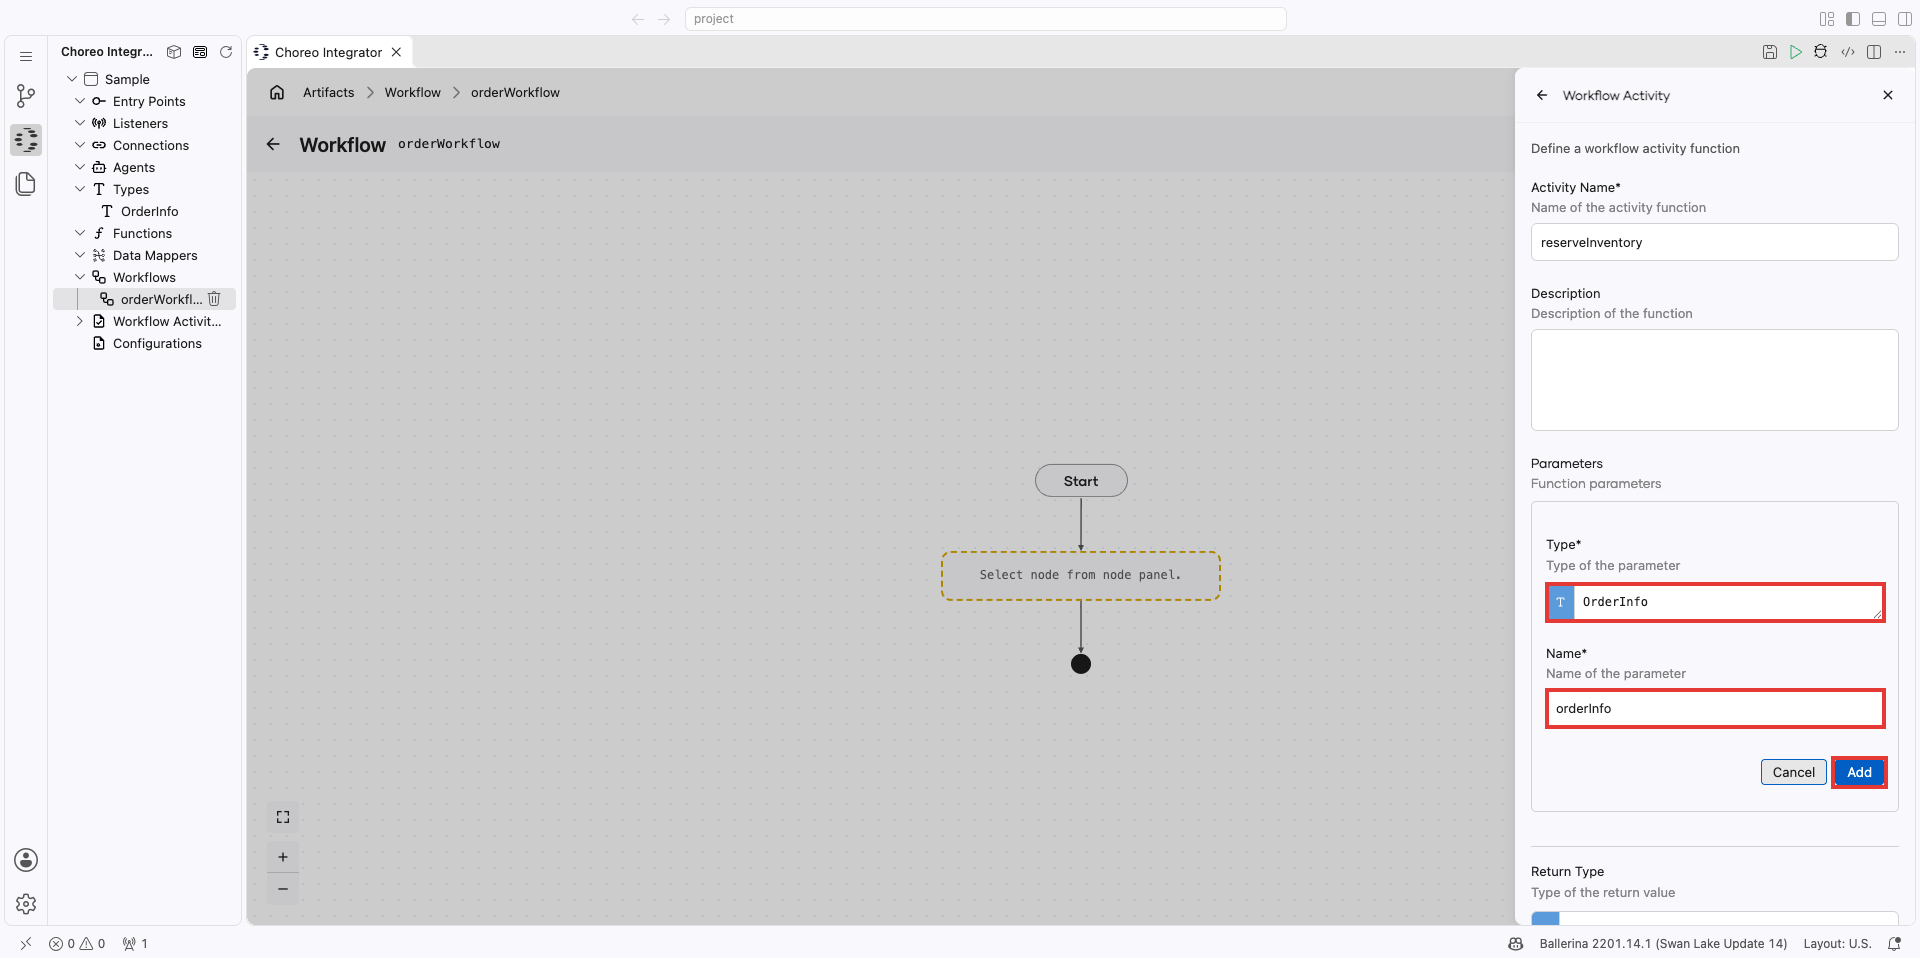 project
Choreo Integr...
Choreo Integrator
Sample
Entry Points
Listeners
Connections
Agents
Types
OrderInfo
Functions
Data Mappers
Workflows
orderWorkfl...
Workflow Activit...
Configurations
Artifacts
Workflow
orderWorkflow
Workflow orderWorkflow
Start
Select node from node panel.
Workflow Activity
Define a workflow activity function
Activity Name*
Name of the activity function
reserveInventory
Description
Description of the function
Parameters
Function parameters
Type*
Type of the parameter
T OrderInfo
Name*
Name of the parameter
orderInfo
Cancel Add
Return Type
Type of the return value
0 0 1
Ballerina 2201.14.1 (Swan Lake Update 14) Layout: U.S.